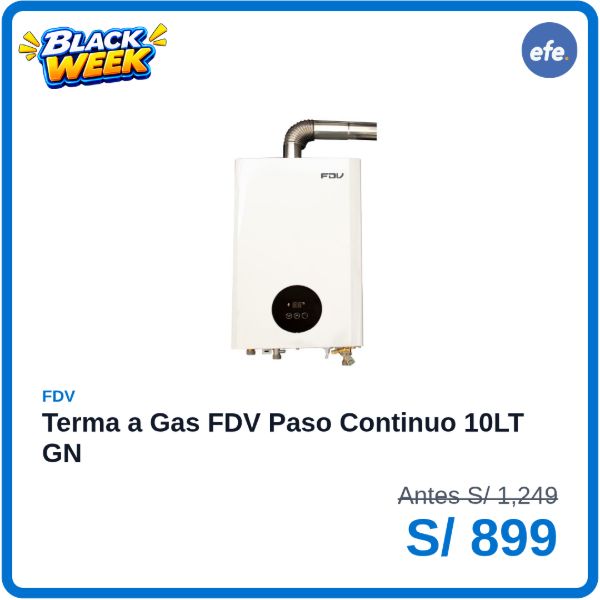 BLACK
WEEK
efe.
FDV
FDV
Terma a Gas FDV Paso Continuo 10LT
GN
Antes S/ 1,249
S/ 899